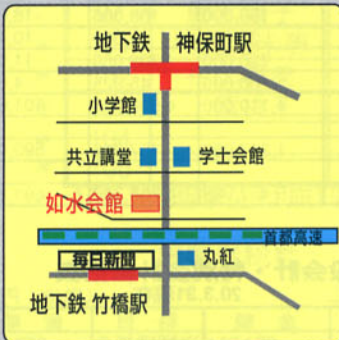 地下鉄 神保町駅
小学館
共立講堂 学士会館
如水会館
首都高速
毎日新聞 丸紅
地下鉄 竹橋駅